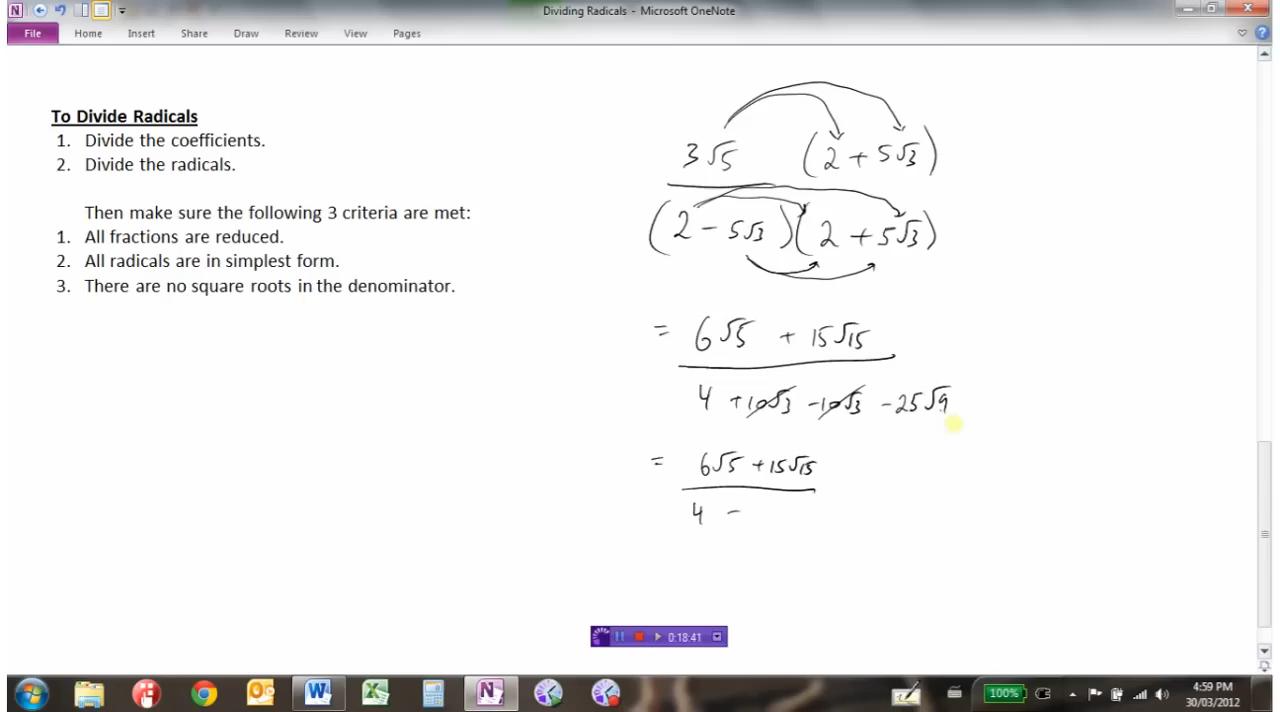 Dividing Radicals - Microsoft OneNote
File Home Insert Share Draw Review View Pages
To Divide Radicals
1. Divide the coefficients.
2. Divide the radicals.
Then make sure the following 3 criteria are met:
1. All fractions are reduced.
2. All radicals are in simplest form.
3. There are no square roots in the denominator.
3√5 (2 + 5√3)
(2 - 5√3)(2 + 5√3)
= 6√5 + 15√15
4 +10√3 -10√3 -25√9
= 6√5 + 15√15
4 -
0:18:41
100%
4:59 PM
30/03/2012